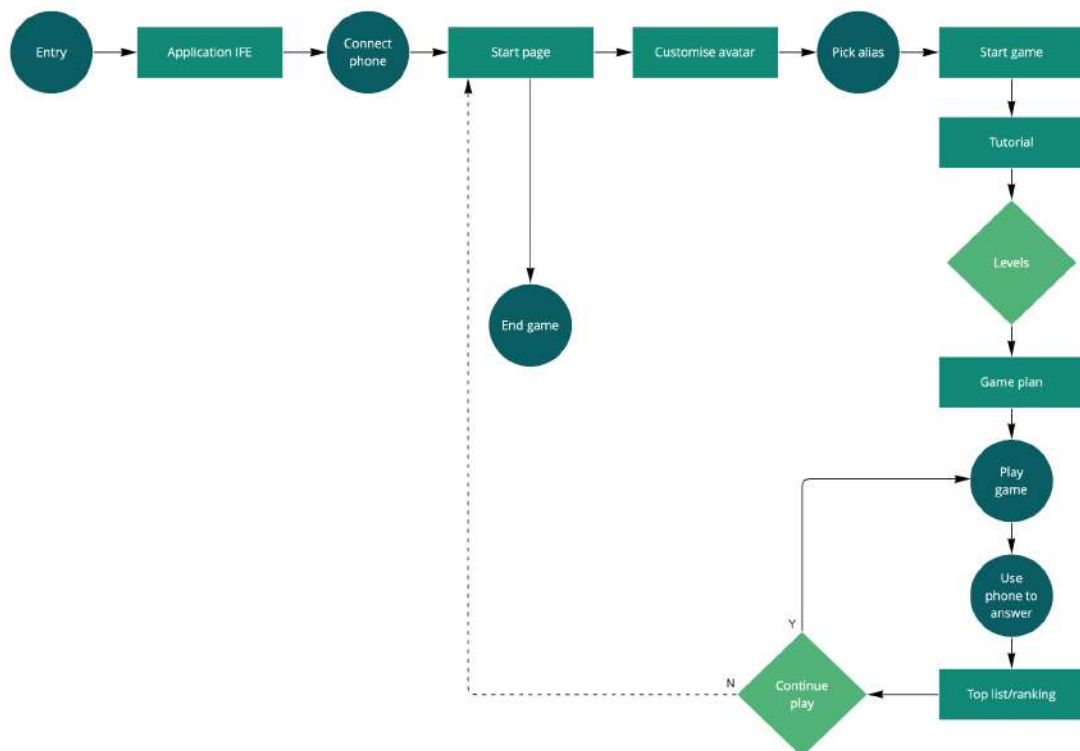 Entry
Application IFE
Connect
phone
Start page
Customise avatar
Pick alias
Start game
Tutorial
Levels
End game
Game plan
Play
game
Use
phone to
answer
Y
N
Continue
play
Top list/ranking